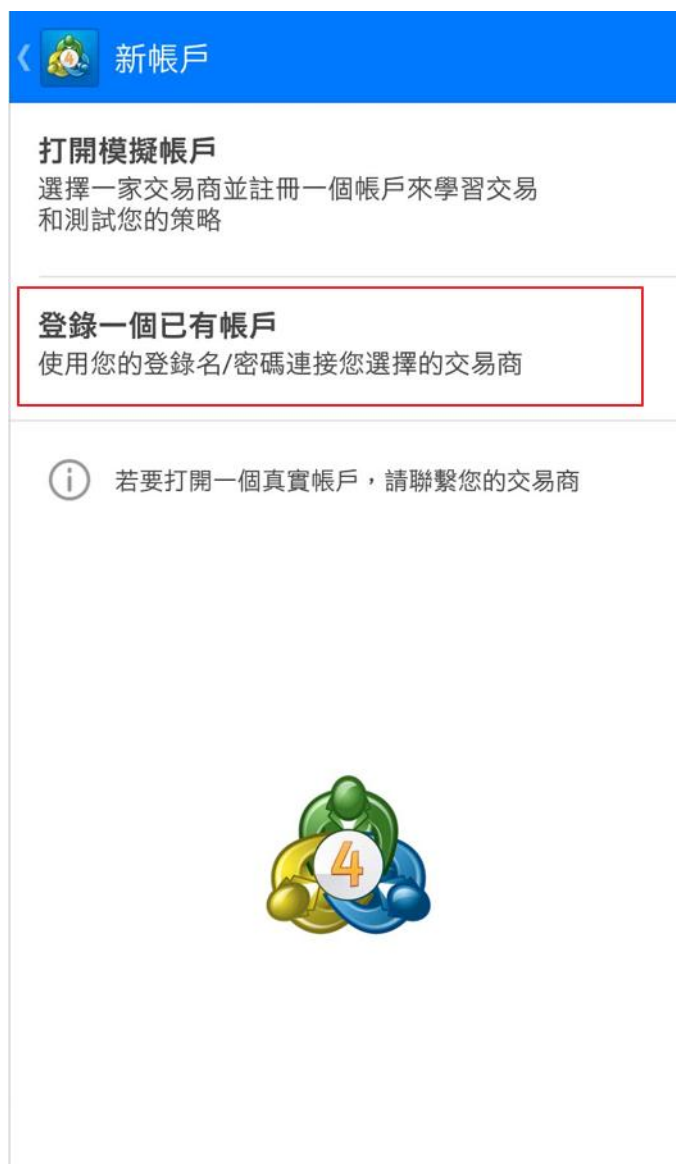 新帳戶
打開模擬帳戶
選擇一家交易商並註冊一個帳戶來學習交易
和測試您的策略
登錄一個已有帳戶
使用您的登錄名/密碼連接您選擇的交易商
若要打開一個真實帳戶，請聯繫您的交易商
4